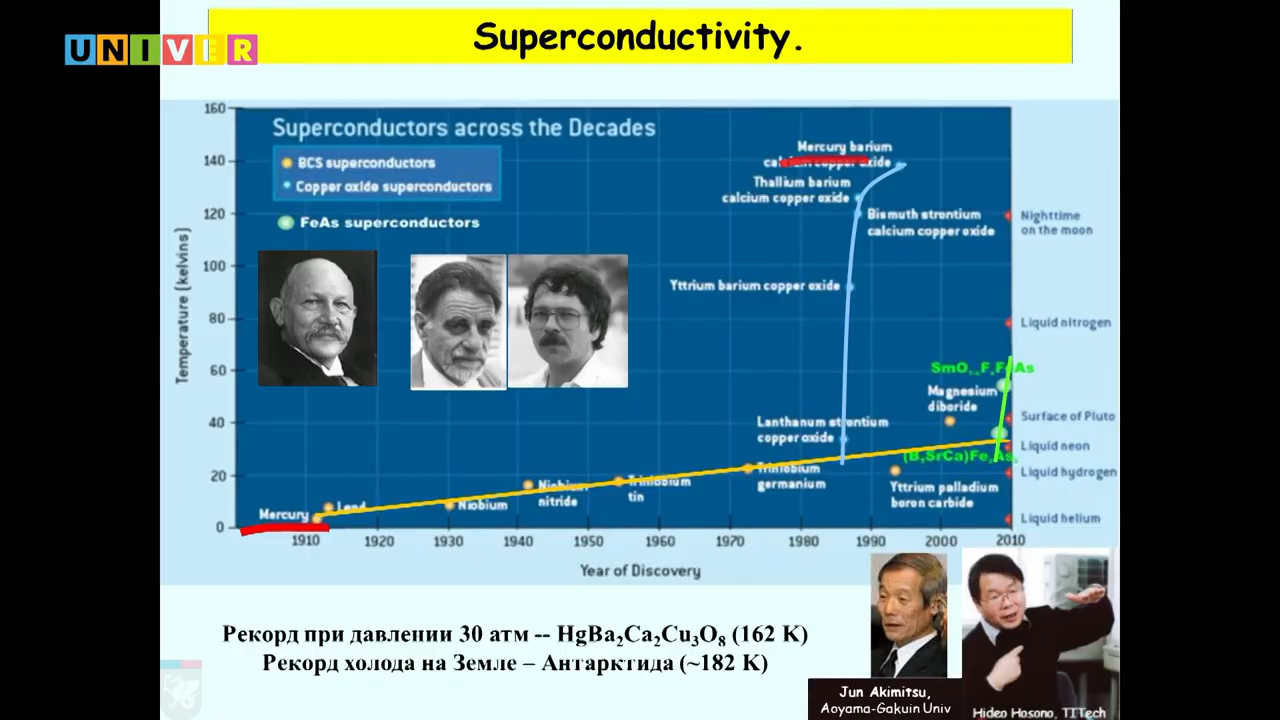 Superconductivity.
UNIVER
160
140
120
100
80
60
40
20
0
Temperature (kelvins)
Superconductors across the Decades
BCS superconductors
Copper oxide superconductors
FeAs superconductors
Mercury barium
calcium copper oxide
Thallium barium
calcium copper oxide
Bismuth strontium
calcium copper oxide
Yttrium barium copper oxide
Lanthanum strontium
copper oxide
Magnesium
diboride
Mercury
Lead
Niobium
Niobium
nitride
Triniobium
tin
Triniobium
germanium
Yttrium palladium
boron carbide
Nighttime
on the moon
Liquid nitrogen
Surface of Pluto
Liquid neon
Liquid hydrogen
Liquid helium
1910 1920 1930 1940 1950 1960 1970 1980 1990 2000 2010
Year of Discovery
Рекорд при давлении 30 атм -- HgBa₂Ca₂Cu₃O₈ (162 K)
Рекорд холода на Земле – Антарктида (~182 K)
Jun Akimitsu,
Aoyama-Gakuin Univ
Hideo Hosono, TITech